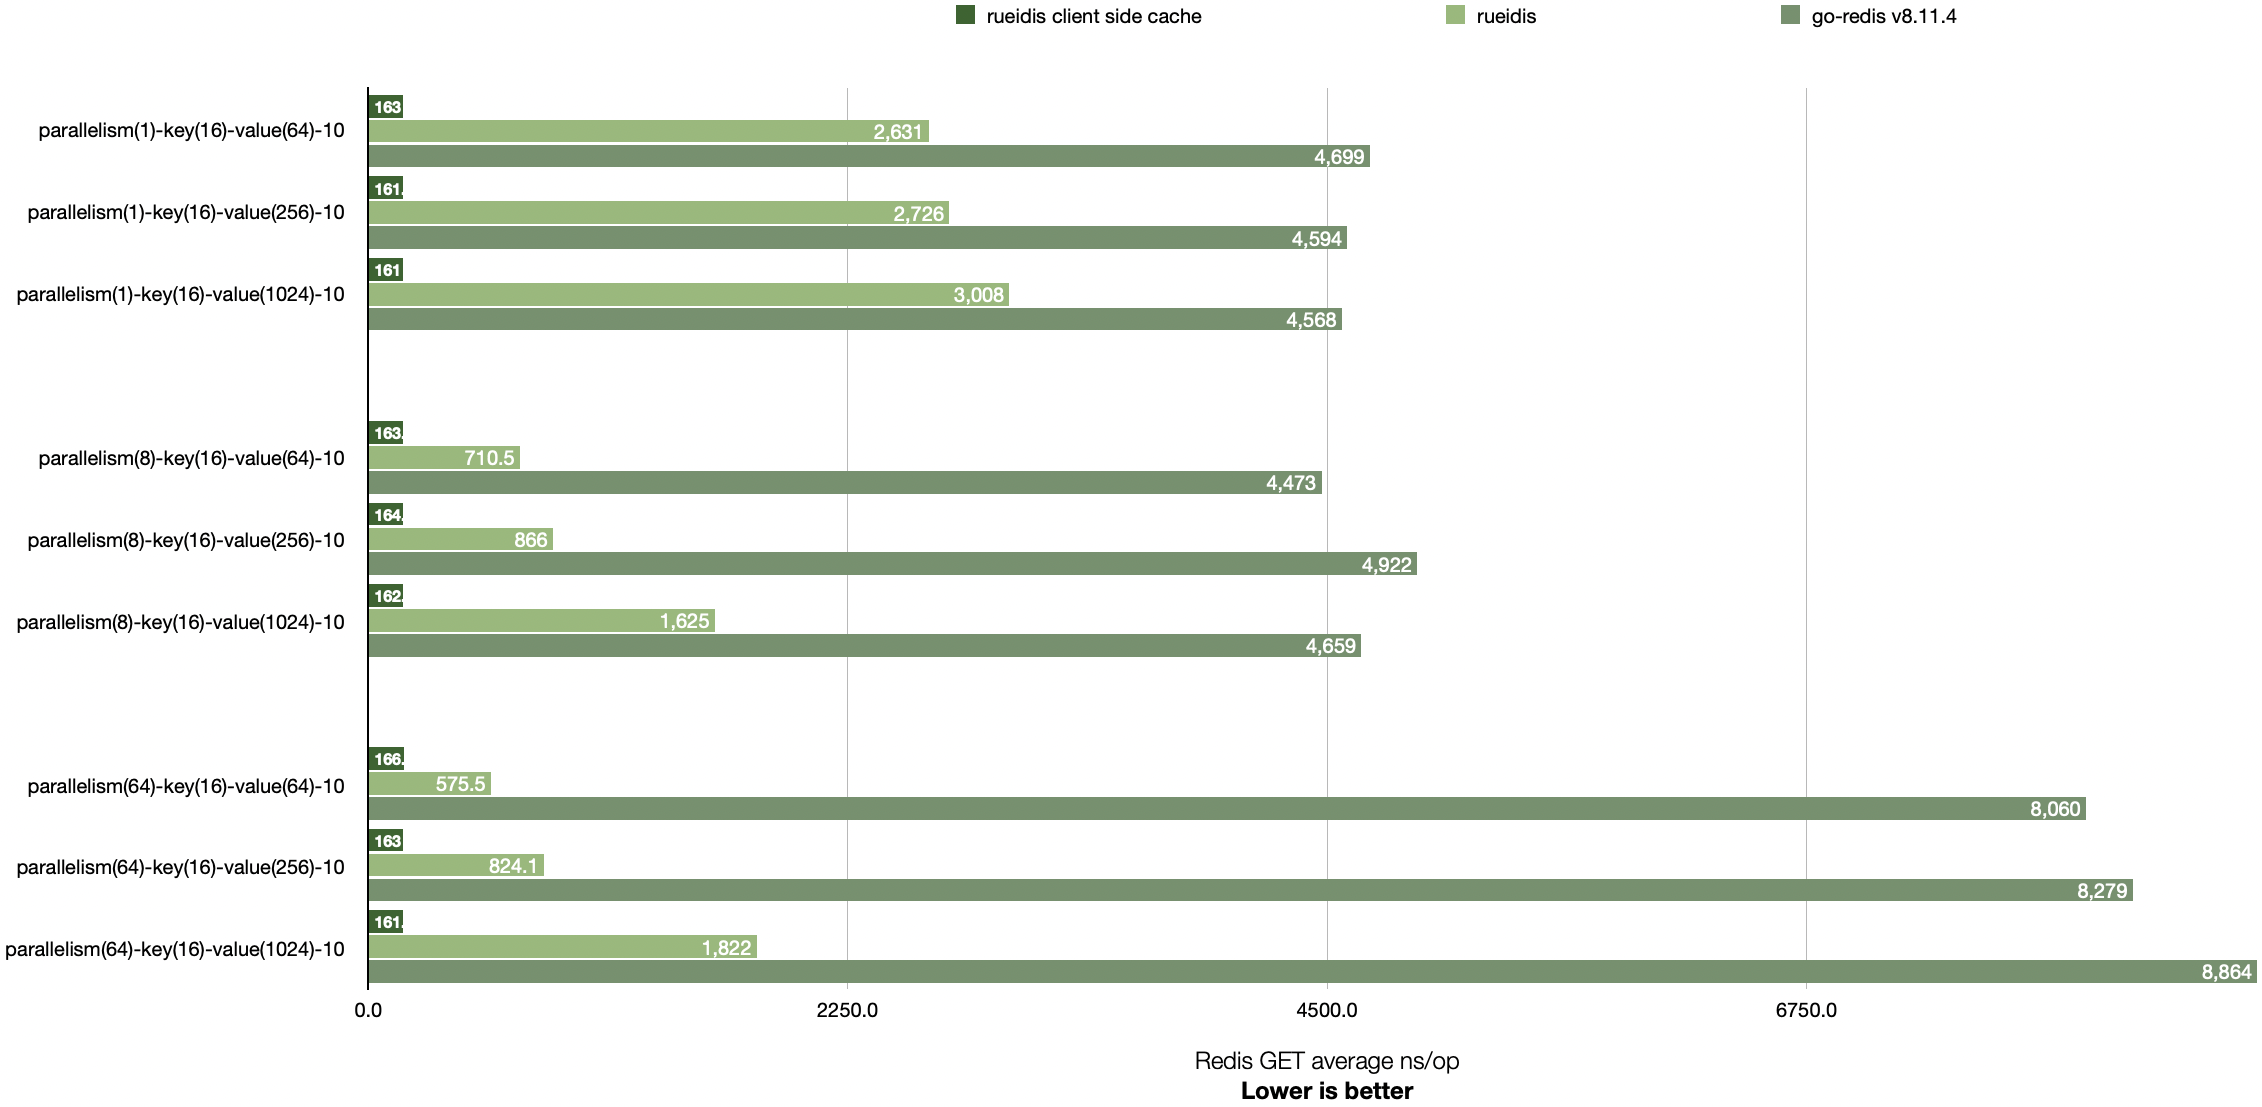 rueidis client side cache rueidis go-redis v8.11.4
163
parallelism(1)-key(16)-value(64)-10 2,631
4,699
161.
parallelism(1)-key(16)-value(256)-10 2,726
4,594
161
parallelism(1)-key(16)-value(1024)-10 3,008
4,568
163.
parallelism(8)-key(16)-value(64)-10 710.5
4,473
164.
parallelism(8)-key(16)-value(256)-10 866
4,922
162.
parallelism(8)-key(16)-value(1024)-10 1,625
4,659
166.
parallelism(64)-key(16)-value(64)-10 575.5
8,060
163
parallelism(64)-key(16)-value(256)-10 824.1
8,279
161.
parallelism(64)-key(16)-value(1024)-10 1,822
8,864
0.0 2250.0 4500.0 6750.0
Redis GET average ns/op
Lower is better